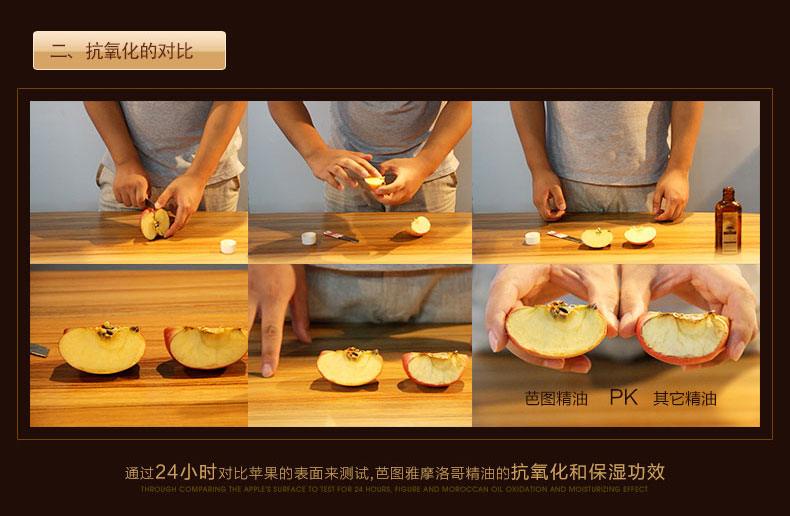 二、抗氧化的对比
芭图精油 PK 其它精油
通过24小时对比苹果的表面来测试,芭图雅摩洛哥精油的抗氧化和保湿功效
THROUGH COMPARING THE APPLE'S SURFACE TO TEST FOR 24 HOURS, FIGURE AND MOROCCAN OIL OXIDATION AND MOISTURIZING EFFECT